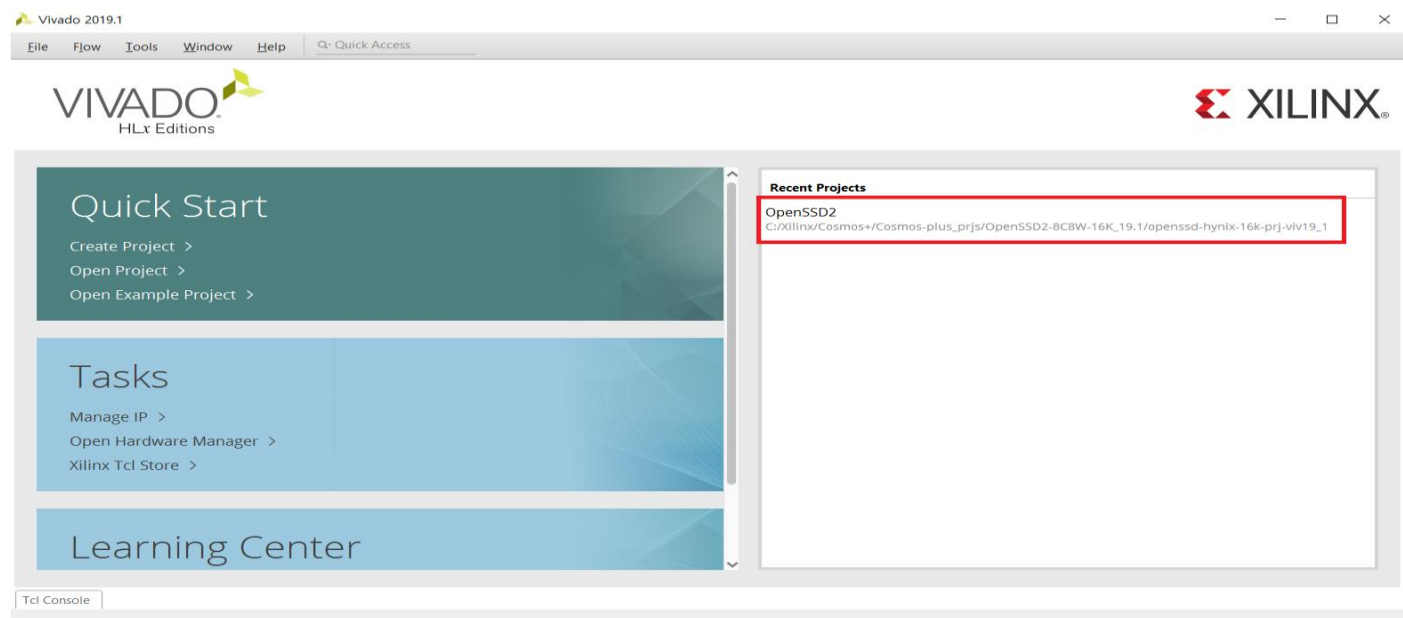 Vivado 2019.1
File Flow Tools Window Help Quick Access
VIVADO.
HLx Editions
XILINX®
Quick Start
Create Project >
Open Project >
Open Example Project >
Tasks
Manage IP >
Open Hardware Manager >
Xilinx Tcl Store >
Learning Center
Recent Projects
OpenSSD2
C:/Xilinx/Cosmos+/Cosmos-plus_prjs/OpenSSD2-8C8W-16K_19.1/openssd-hynix-16k-prj-viv19_1
Tcl Console